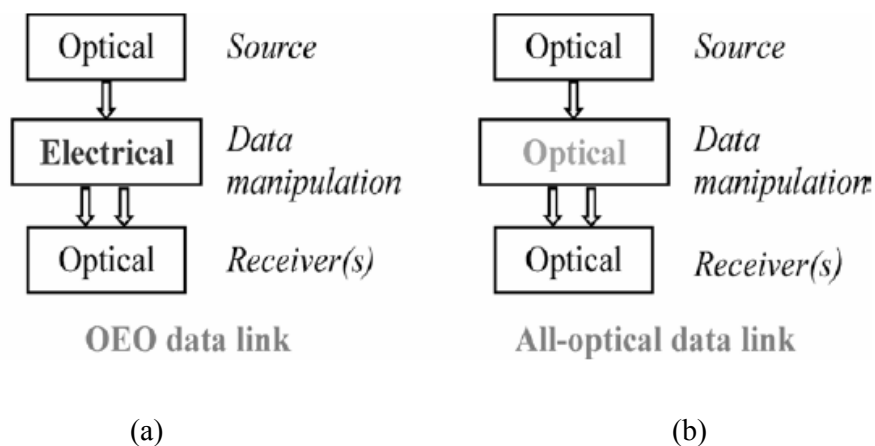 Optical Source
Electrical Data
manipulation
Optical Receiver(s)
OEO data link
(a)
Optical Source
Optical Data
manipulation
Optical Receiver(s)
All-optical data link
(b)